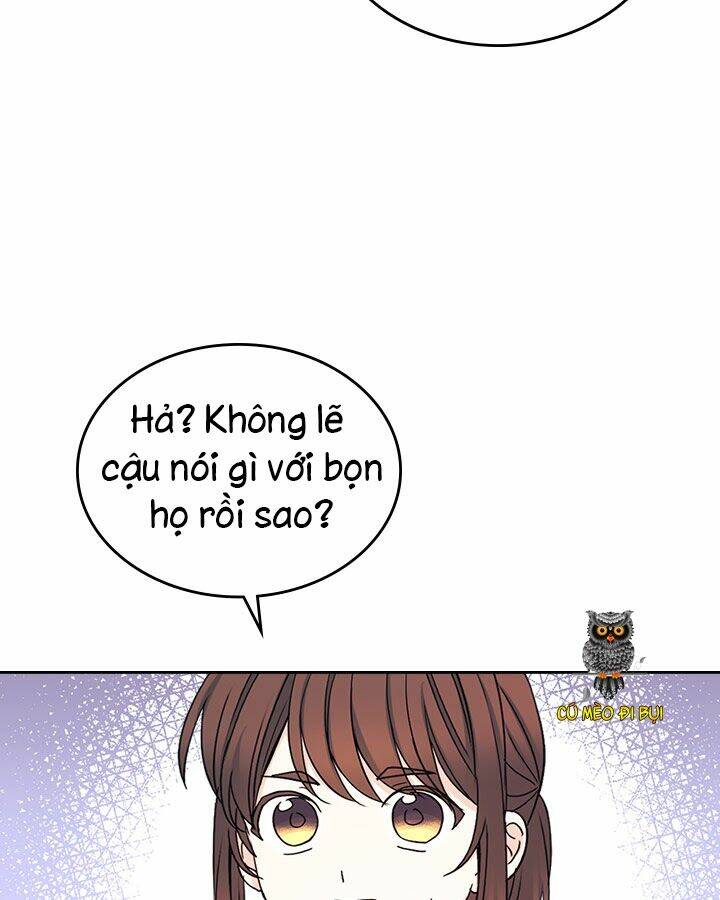 Hả? Không lẽ
cậu nói gì với bọn
họ rồi sao?
CÚ MÈO ĐI BỤI